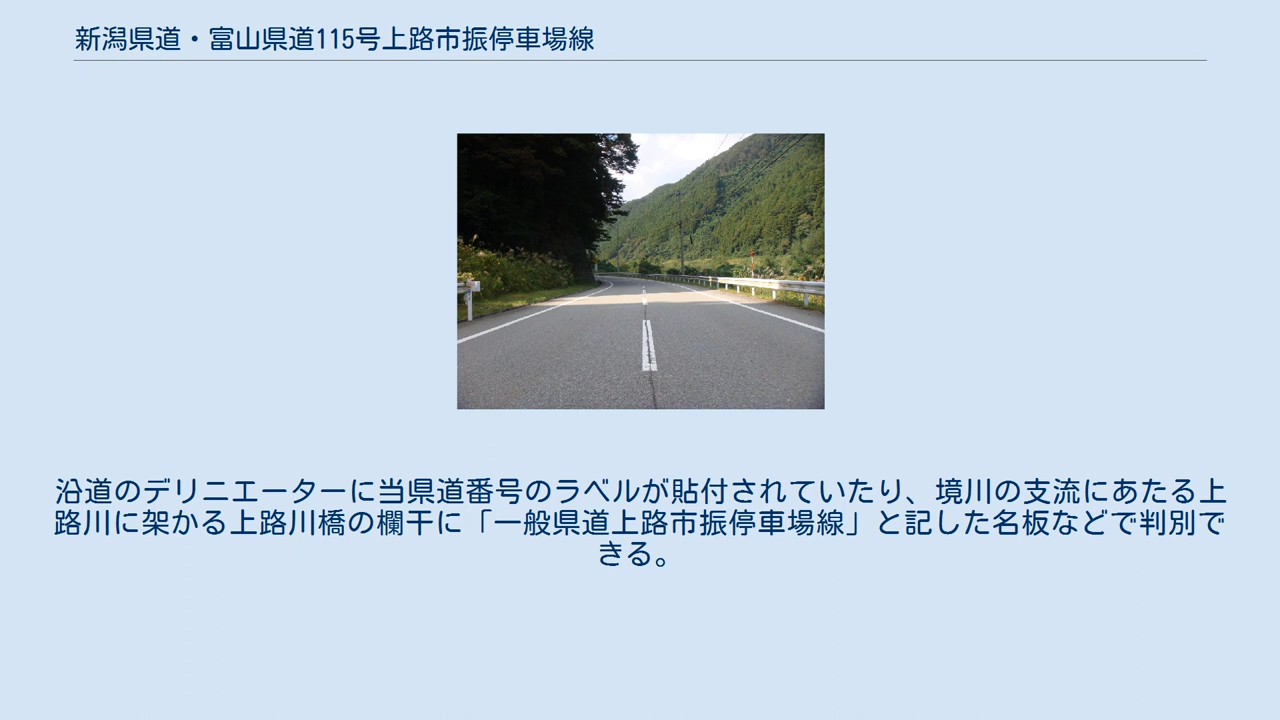 新潟県道・富山県道115号上路市振停車場線
沿道のデリニエーターに当県道番号のラベルが貼付されていたり、境川の支流にあたる上
路川に架かる上路川橋の欄干に「一般県道上路市振停車場線」と記した名板などで判別で
きる。